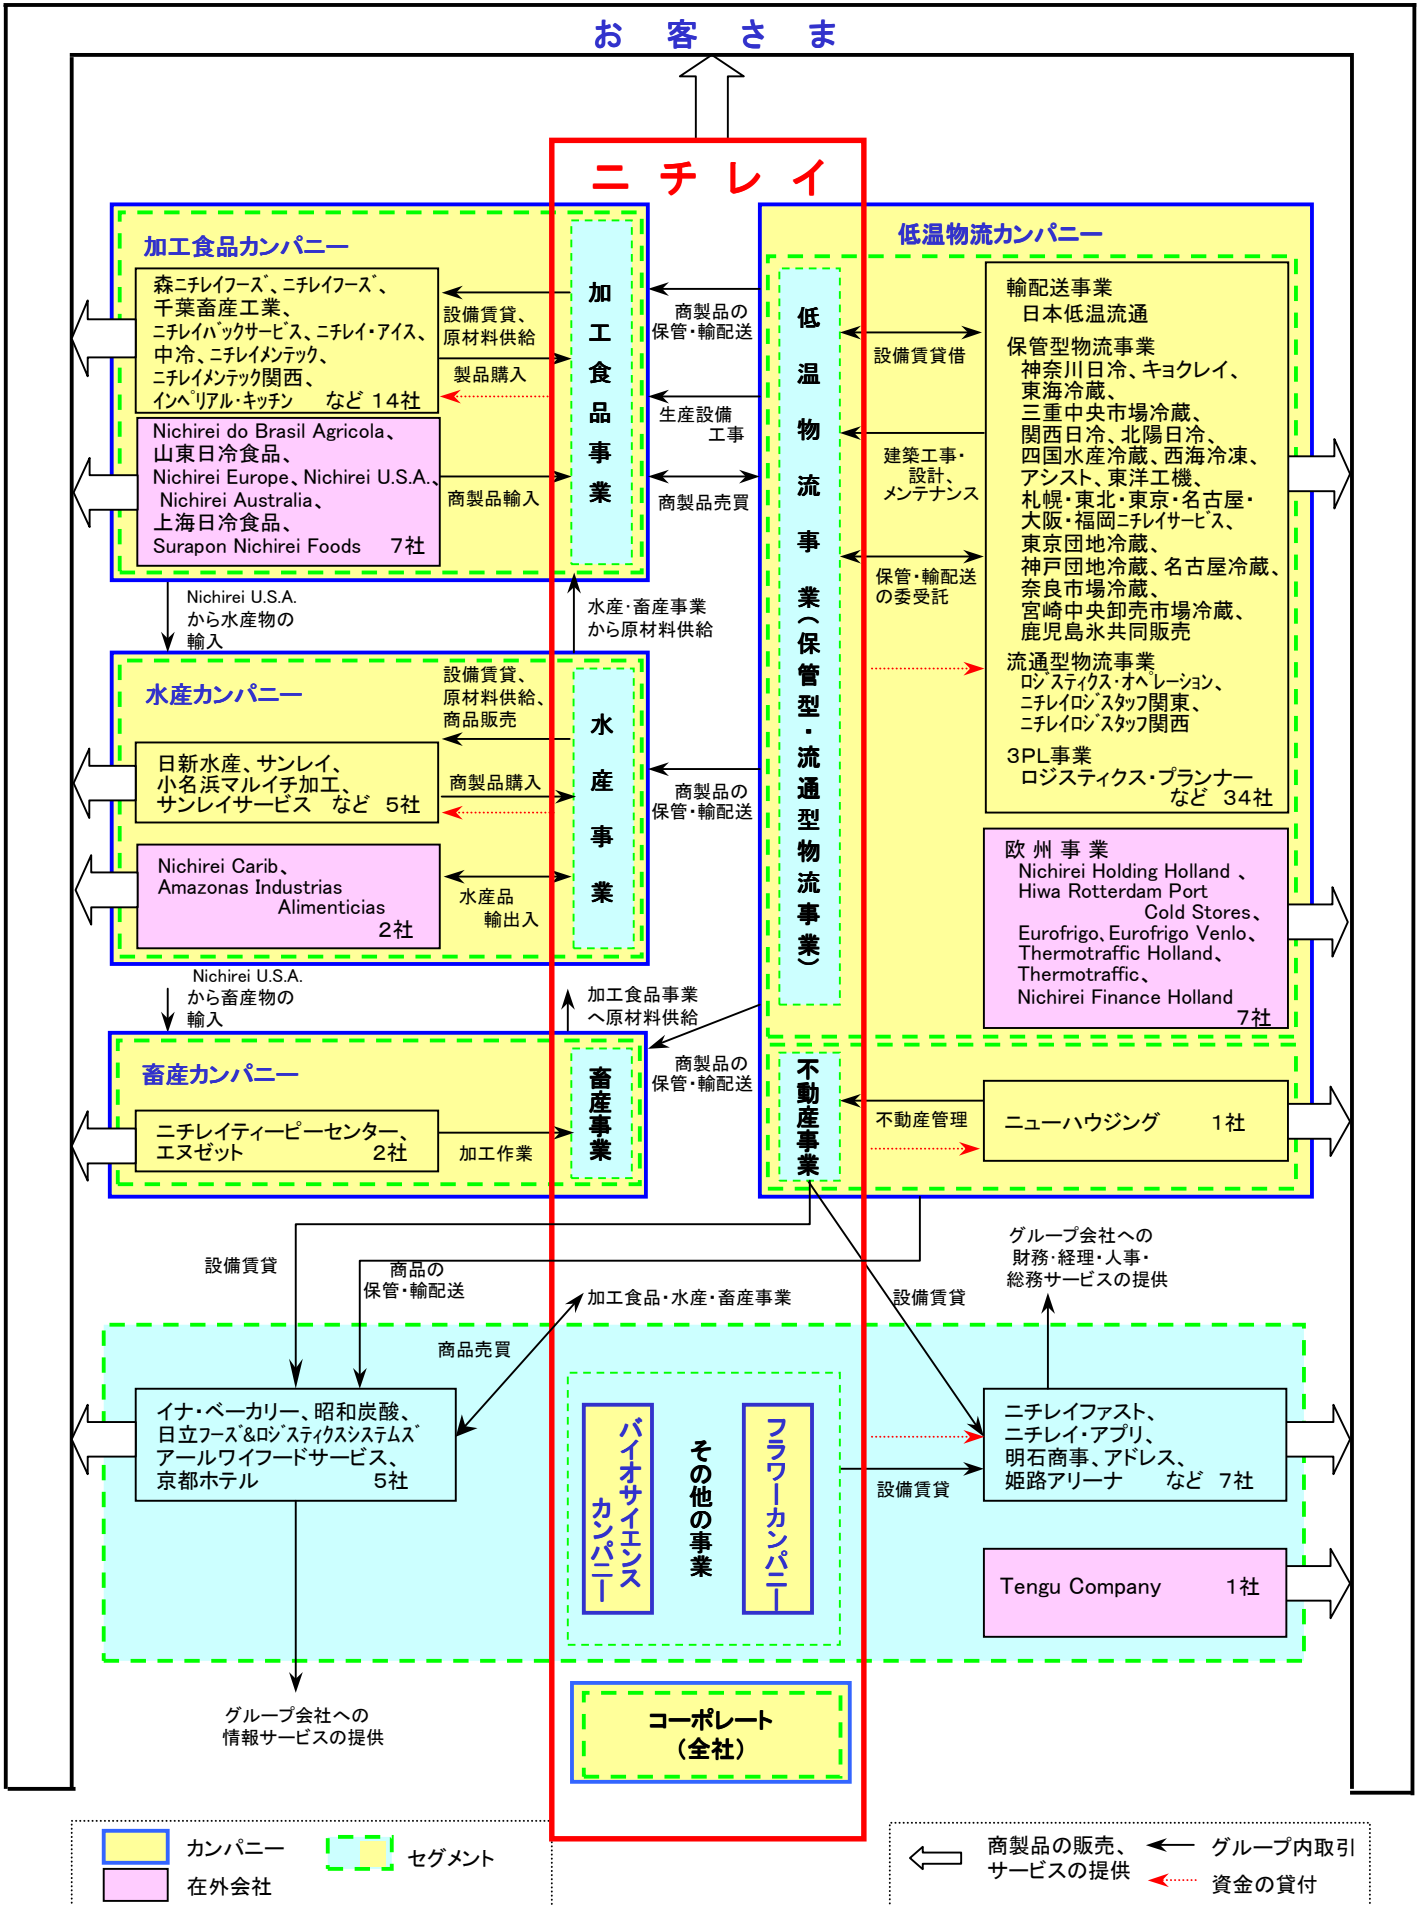 お客さま
ニチレイ
加工食品カンパニー
森ニチレイフーズ、ニチレイフーズ、
千葉畜産工業、
ニチレイパックサービス、ニチレイ・アイス、
中冷、ニチレイメンテック、
ニチレイメンテック関西、
インペリアル・キッチン など 14社
Nichirei do Brasil Agricola、
山東日冷食品、
Nichirei Europe、Nichirei U.S.A.、
Nichirei Australia、
上海日冷食品、
Surapon Nichirei Foods 7社
設備賃貸、
原材料供給
製品購入
商製品輸入
加工食品事業
商製品の
保管・輸配送
生産設備
工事
商製品売買
低温物流カンパニー
低温物流事業(保管型・流通型物流事業)
設備賃貸借
建築工事・
設計、
メンテナンス
保管・輸配送
の委受託
輸配送事業
日本低温流通
保管型物流事業
神奈川日冷、キョクレイ、
東海冷蔵、
三重中央市場冷蔵、
関西日冷、北陽日冷、
四国水産冷蔵、西海冷凍、
アシスト、東洋工機、
札幌・東北・東京・名古屋・
大阪・福岡ニチレイサービス、
東京団地冷蔵、
神戸団地冷蔵、名古屋冷蔵、
奈良市場冷蔵、
宮崎中央卸売市場冷蔵、
鹿児島氷共同販売
流通型物流事業
ロジスティクス・オペレーション、
ニチレイロジスタッフ関東、
ニチレイロジスタッフ関西
3PL事業
ロジスティクス・プランナー
など 34社
欧州事業
Nichirei Holding Holland 、
Hiwa Rotterdam Port
Cold Stores、
Eurofrigo、Eurofrigo Venlo、
Thermotraffic Holland、
Thermotraffic、
Nichirei Finance Holland
7社
Nichirei U.S.A.
から水産物の
輸入
水産・畜産事業
から原材料供給
水産カンパニー
設備賃貸、
原材料供給、
商品販売
日新水産、サンレイ、
小名浜マルイチ加工、
サンレイサービス など 5社
商製品購入
Nichirei Carib、
Amazonas Industrias
Alimenticias
2社
水産品
輸出入
水産事業
商製品の
保管・輸配送
Nichirei U.S.A.
から畜産物の
輸入
加工食品事業
へ原材料供給
商製品の
保管・輸配送
畜産カンパニー
ニチレイティーピーセンター、
エヌゼット 2社
加工作業
畜産事業
不動産事業
不動産管理
ニューハウジング 1社
設備賃貸
商品の
保管・輸配送
加工食品・水産・畜産事業
商品売買
設備賃貸
グループ会社への
財務・経理・人事・
総務サービスの提供
イナ・ベーカリー、昭和炭酸、
日立フーズ&ロジスティクスシステムズ
アールワイフードサービス、
京都ホテル 5社
バイオサイエンス
カンパニー
その他の事業
フラワーカンパニー
設備賃貸
ニチレイファスト、
ニチレイ・アプリ、
明石商事、アドレス、
姫路アリーナ など 7社
Tengu Company 1社
グループ会社への
情報サービスの提供
コーポレート
(全社)
カンパニー
セグメント
在外会社
商製品の販売、
サービスの提供
グループ内取引
資金の貸付